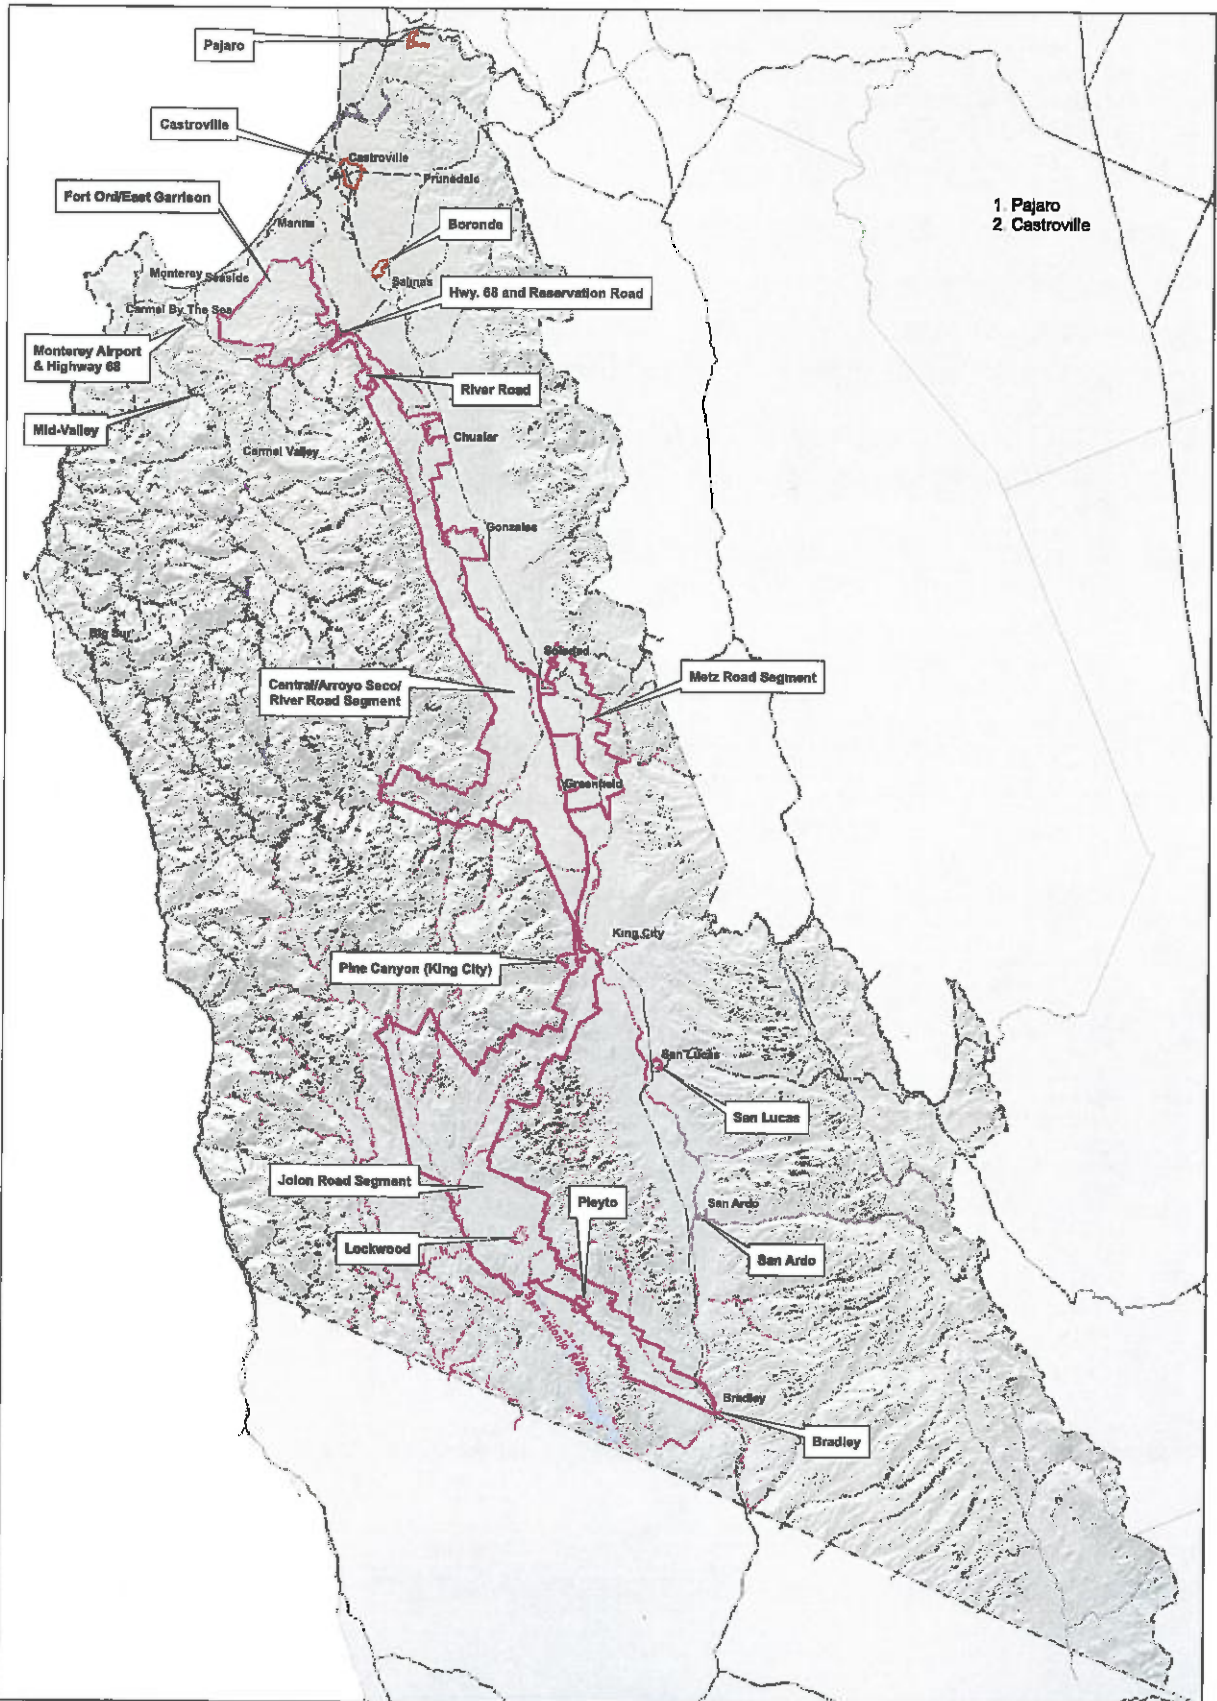 Pajaro
Castroville
Castroville
Prunedale
Fort Ord/East Garrison
1. Pajaro
2. Castroville
Marina
Boronda
Monterey
Seaside
Salinas
Hwy. 68 and Reservation Road
Carmel By The Sea
Monterey Airport
& Highway 68
River Road
Mid-Valley
Chualar
Carmel Valley
Gonzales
Big Sur
Soledad
Central/Arroyo Seco/
River Road Segment
Metz Road Segment
Greenfield
King City
Pine Canyon (King City)
San Lucas
San Lucas
Jolon Road Segment
Pleyto
San Ardo
Lockwood
San Ardo
San Antonio
Bradley
Bradley